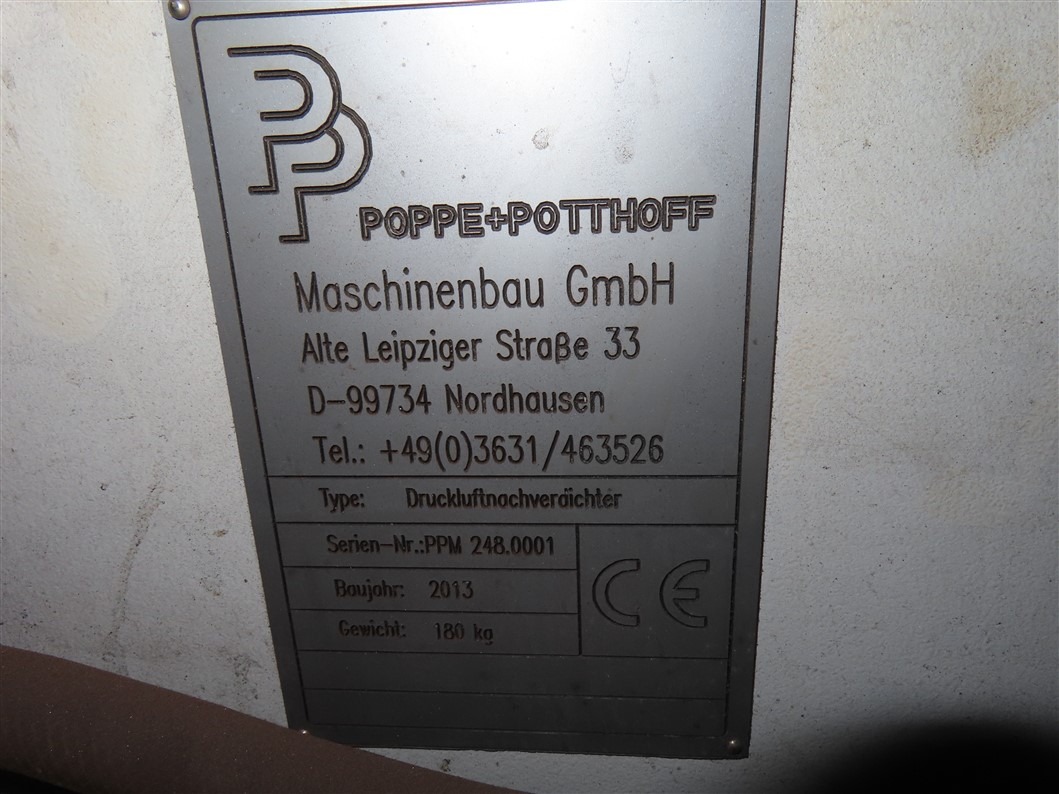 PP
POPPE+POTTHOFF
Maschinenbau GmbH
Alte Leipziger Straße 33
D-99734 Nordhausen
Tel.: +49(0)3631/463526
Type: Druckluftnachverdichter
Serien-Nr.:PPM 248.0001
Baujahr: 2013
Gewicht: 180 kg
CE